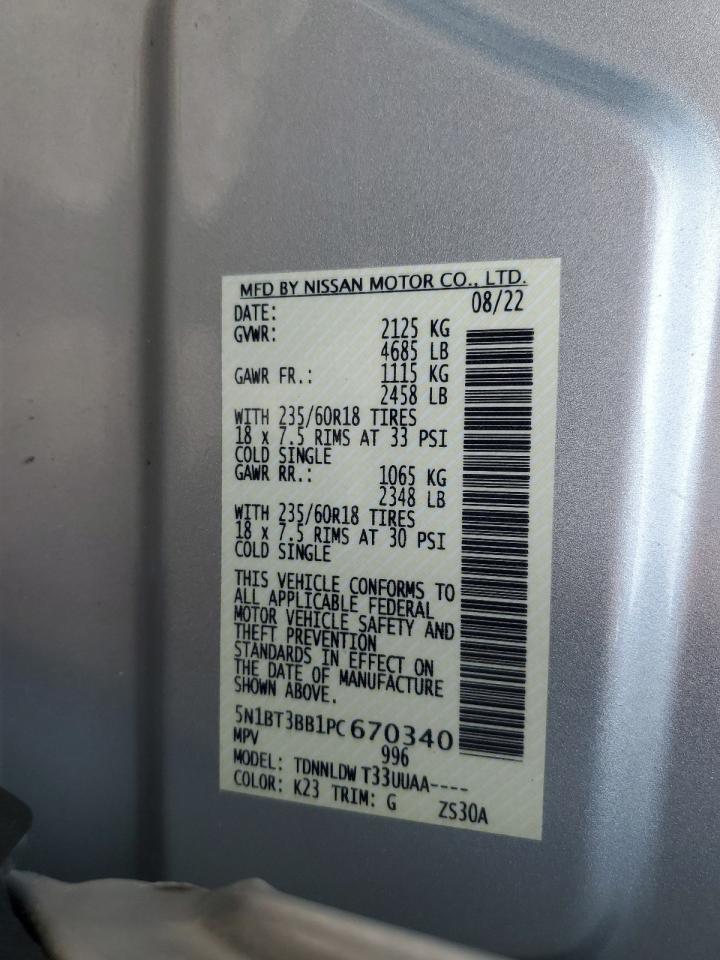 MFD BY NISSAN MOTOR CO., LTD.
DATE: 08/22
GVWR: 2125 KG
4685 LB
GAWR FR.: 1115 KG
2458 LB
WITH 235/60R18 TIRES
18 x 7.5 RIMS AT 33 PSI
COLD SINGLE
GAWR RR.: 1065 KG
2348 LB
WITH 235/60R18 TIRES
18 x 7.5 RIMS AT 30 PSI
COLD SINGLE
THIS VEHICLE CONFORMS TO
ALL APPLICABLE FEDERAL
MOTOR VEHICLE SAFETY AND
THEFT PREVENTION
STANDARDS IN EFFECT ON
THE DATE OF MANUFACTURE
SHOWN ABOVE.
5N1BT3BB1PC670340
MPV 996
MODEL: TDNNLDW T33UUAA----
COLOR: K23 TRIM: G ZS30A